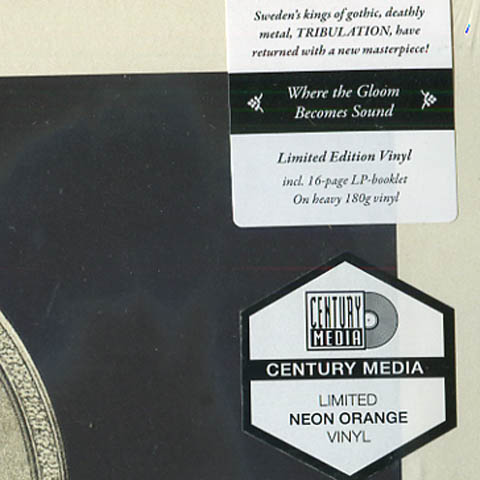 Sweden's kings of gothic, deathly
metal, TRIBULATION, have
returned with a new masterpiece!
Where the Gloom
Becomes Sound
Limited Edition Vinyl
incl. 16-page LP-booklet
On heavy 180g vinyl
CENTURY
MEDIA
CENTURY MEDIA
LIMITED
NEON ORANGE
VINYL